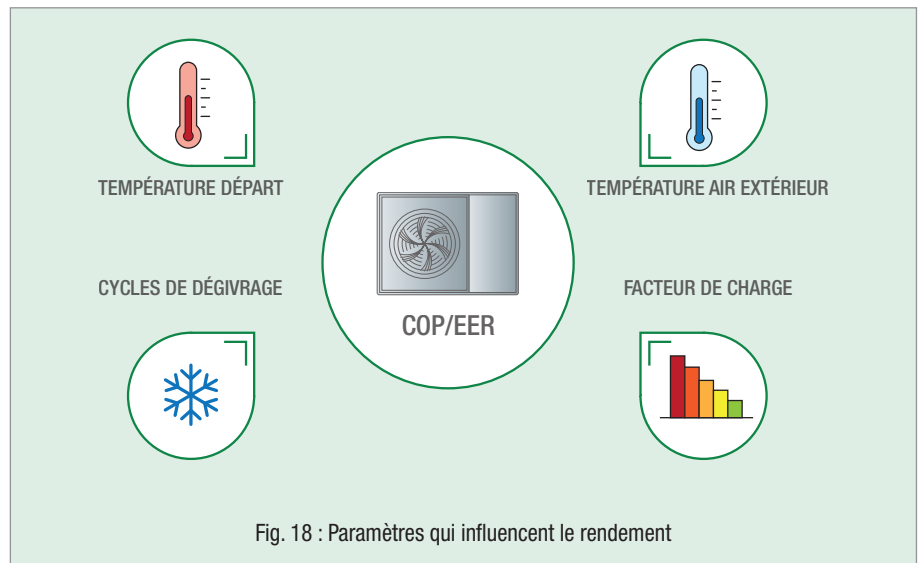 TEMPÉRATURE DÉPART
TEMPÉRATURE AIR EXTÉRIEUR
CYCLES DE DÉGIVRAGE
FACTEUR DE CHARGE
COP/EER
Fig. 18 : Paramètres qui influencent le rendement